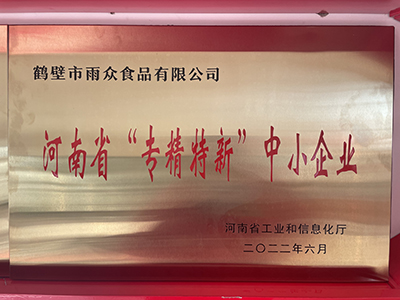 鹤壁市雨众食品有限公司
河南省“专精特新”中小企业
河南省工业和信息化厅
二〇二二年六月